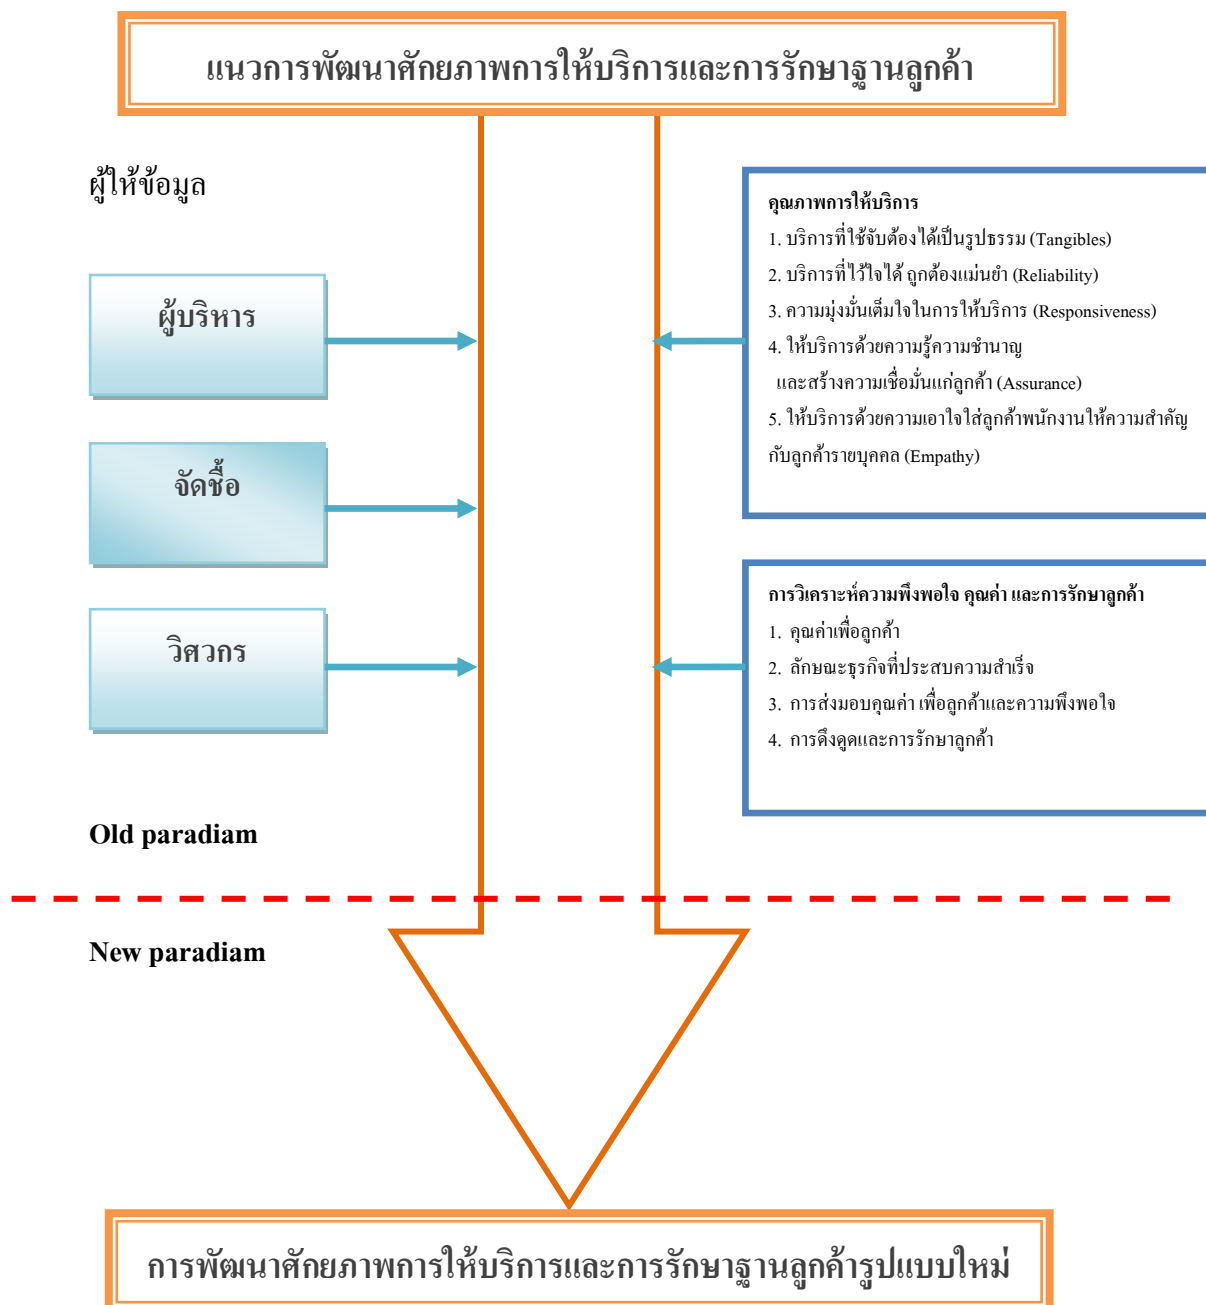 แนวการพัฒนาศักยภาพการให้บริการและการรักษาฐานลูกค้า
ผู้ให้ข้อมูล
ผู้บริหาร
จัดซื้อ
วิศวกร
คุณภาพการให้บริการ
1. บริการที่ใช้จับต้องได้เป็นรูปธรรม (Tangibles)
2. บริการที่ไว้ใจได้ ถูกต้องแม่นยำ (Reliability)
3. ความมุ่งมั่นเต็มใจในการให้บริการ (Responsiveness)
4. ให้บริการด้วยความรู้ความชำนาญ
และสร้างความเชื่อมั่นแก่ลูกค้า (Assurance)
5. ให้บริการด้วยความเอาใจใส่ลูกค้าพนักงานให้ความสำคัญ
กับลูกค้ารายบุคคล (Empathy)
การวิเคราะห์ความพึงพอใจ คุณค่า และการรักษาลูกค้า
1. คุณค่าเพื่อลูกค้า
2. ลักษณะธุรกิจที่ประสบความสำเร็จ
3. การส่งมอบคุณค่า เพื่อลูกค้าและความพึงพอใจ
4. การดึงดูดและการรักษาลูกค้า
Old paradiam
New paradiam
การพัฒนาศักยภาพการให้บริการและการรักษาฐานลูกค้ารูปแบบใหม่